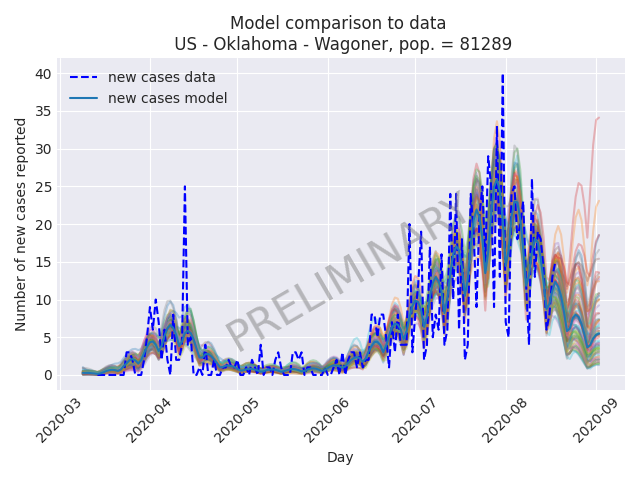 Model comparison to data
US - Oklahoma - Wagoner, pop. = 81289
new cases data
new cases model
PRELIMINARY
Number of new cases reported
40
35
30
25
20
15
10
5
0
2020-03
2020-04
2020-05
2020-06
2020-07
2020-08
2020-09
Day